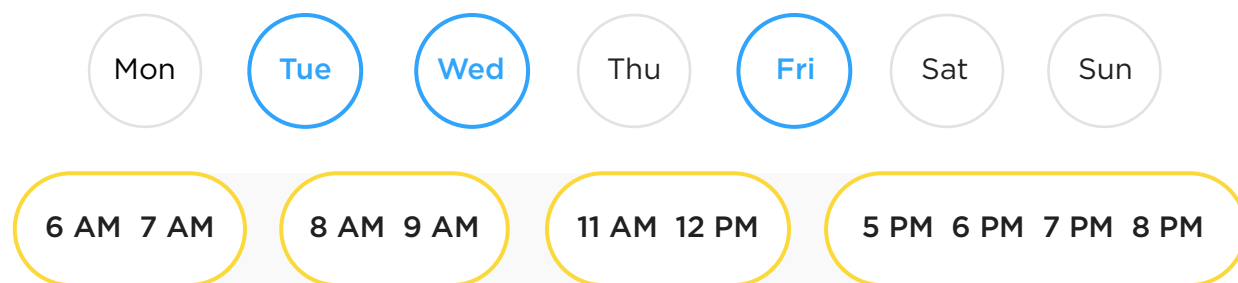 Mon Tue Wed Thu Fri Sat Sun
6 AM 7 AM 8 AM 9 AM 11 AM 12 PM 5 PM 6 PM 7 PM 8 PM